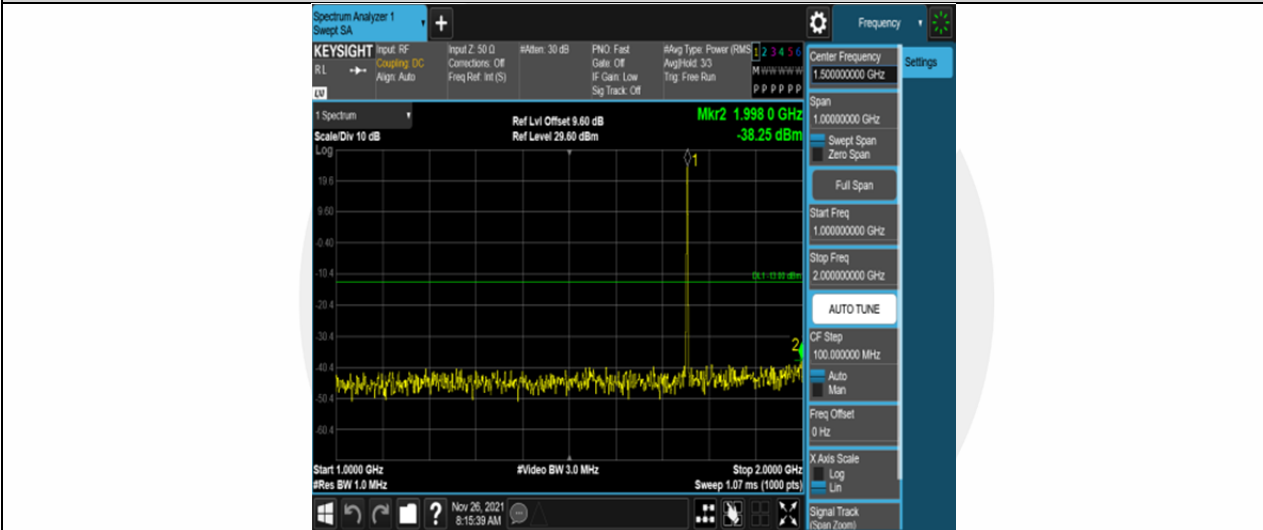 Spectrum Analyzer 1
Swept SA
+
Frequency
KEYSIGHT
RL
LV
Input: RF
Coupling: DC
Align: Auto
Input Z: 50 Ω
Corrections: Off
Freq Ref: Int (S)
#Atten: 30 dB
PNO: Fast
Gate: Off
IF Gain: Low
Sig Track: Off
#Avg Type: Power (RMS
Avg|Hold: 3/3
Trig: Free Run
1 2 3 4 5 6
M W W W W W
P P P P P P
1 Spectrum
Scale/Div 10 dB
Log
Ref Lvl Offset 9.60 dB
Ref Level 29.60 dBm
Mkr2 1.998 0 GHz
-38.25 dBm
1
19.6
9.60
-0.40
-10.4
DL1 -13.00 dBm
-20.4
-30.4
2
-40.4
-50.4
-60.4
Start 1.0000 GHz
#Res BW 1.0 MHz
#Video BW 3.0 MHz
Stop 2.0000 GHz
Sweep 1.07 ms (1000 pts)
?
Nov 26, 2021
8:15:39 AM
Center Frequency
1.500000000 GHz
Settings
Span
1.00000000 GHz
Swept Span
Zero Span
Full Span
Start Freq
1.000000000 GHz
Stop Freq
2.000000000 GHz
AUTO TUNE
CF Step
100.000000 MHz
Auto
Man
Freq Offset
0 Hz
X Axis Scale
Log
Lin
Signal Track
(Span Zoom)